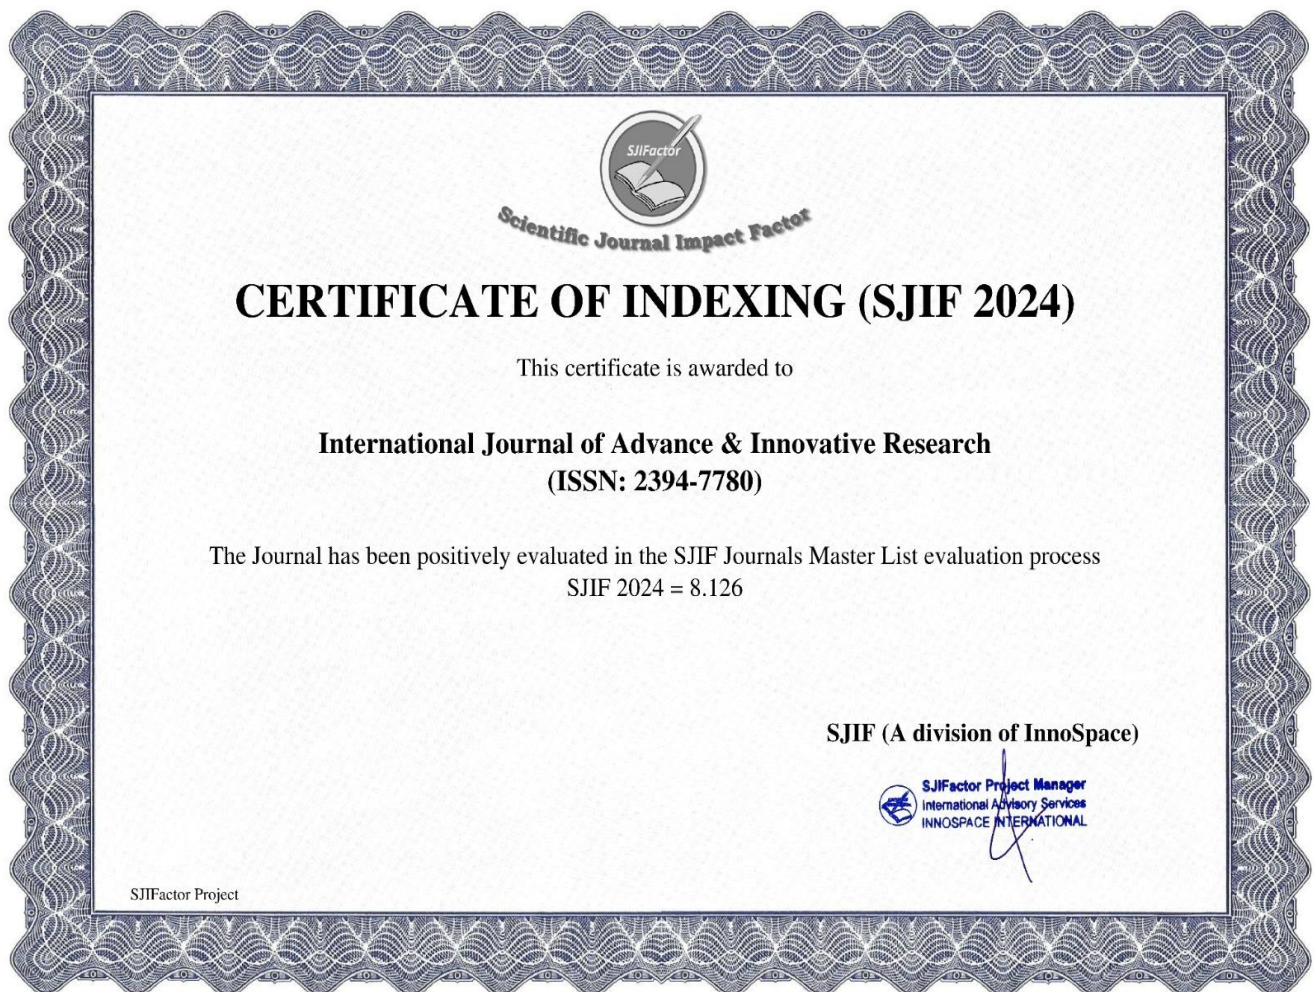 SJIFactor
Scientific Journal Impact Factor
CERTIFICATE OF INDEXING (SJIF 2024)
This certificate is awarded to
International Journal of Advance & Innovative Research
(ISSN: 2394-7780)
The Journal has been positively evaluated in the SJIF Journals Master List evaluation process
SJIF 2024 = 8.126
SJIF (A division of InnoSpace)
SJIFactor Project Manager
International Advisory Services
INNOSPACE INTERNATIONAL
SJIFactor Project